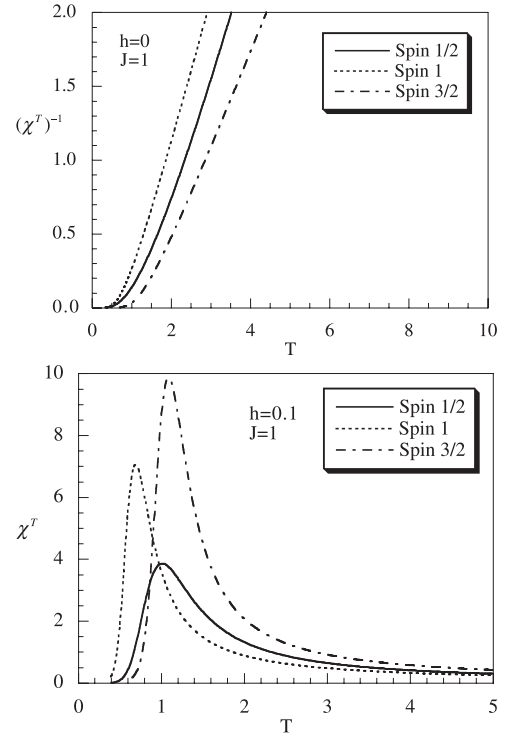 2.0
h=0
J=1
Spin 1/2
Spin 1
Spin 3/2
1.5
(χᵀ)⁻¹
1.0
0.5
0.0
0 2 4 6 8 10
T
10
h=0.1
J=1
Spin 1/2
Spin 1
Spin 3/2
8
6
χᵀ
4
2
0
0 1 2 3 4 5
T